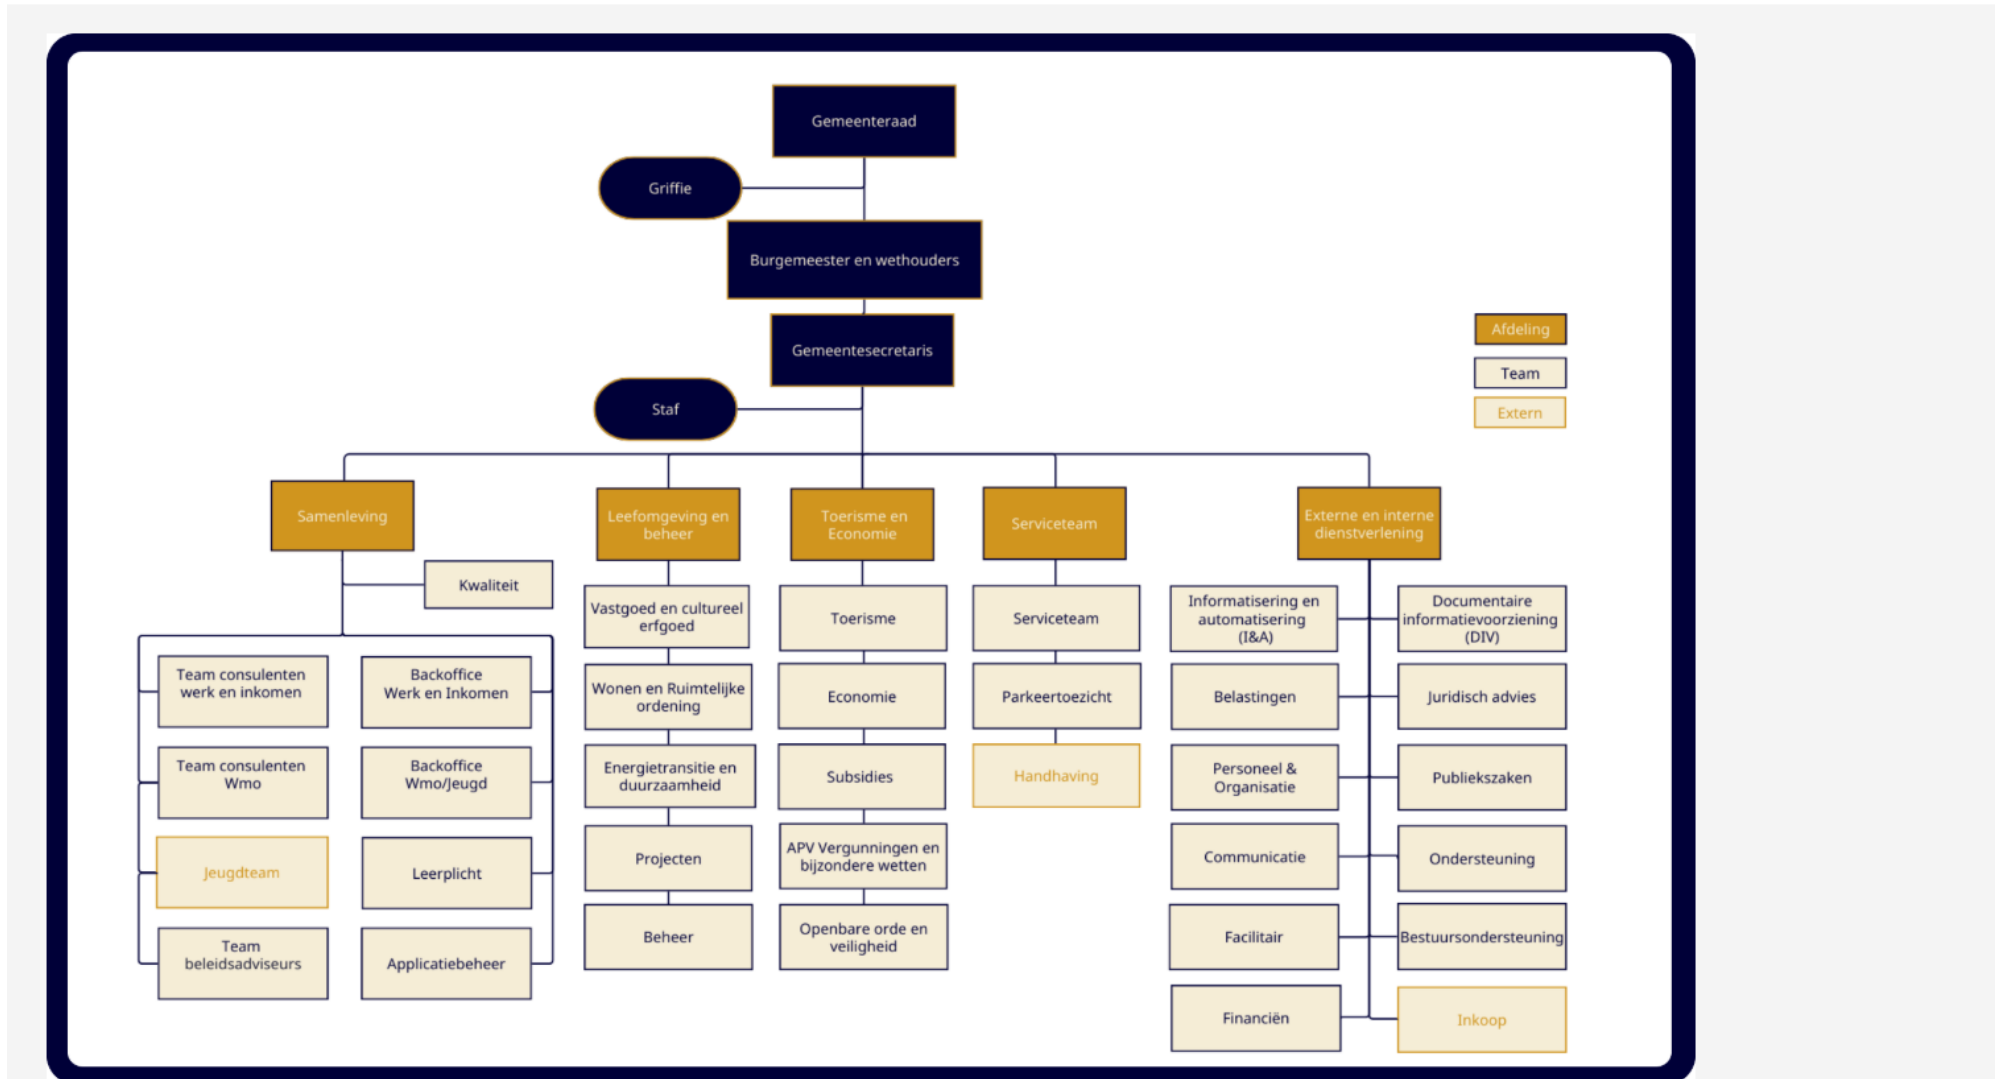 Gemeenteraad
Griffie
Burgemeester en wethouders
Gemeentesecretaris
Staf
Afdeling
Team
Extern
Samenleving
Kwaliteit
Team consulenten
werk en inkomen
Backoffice
Werk en Inkomen
Team consulenten
Wmo
Backoffice
Wmo/Jeugd
Jeugdteam
Leerplicht
Team
beleidsadviseurs
Applicatiebeheer
Leefomgeving en
beheer
Vastgoed en cultureel
erfgoed
Wonen en Ruimtelijke
ordening
Energietransitie en
duurzaamheid
Projecten
Beheer
Toerisme en
Economie
Toerisme
Economie
Subsidies
APV Vergunningen en
bijzondere wetten
Openbare orde en
veiligheid
Serviceteam
Serviceteam
Parkeertoezicht
Handhaving
Externe en interne
dienstverlening
Informatisering en
automatisering
(I&A)
Documentaire
informatievoorziening
(DIV)
Belastingen
Juridisch advies
Personeel &
Organisatie
Publiekszaken
Communicatie
Ondersteuning
Facilitair
Bestuursondersteuning
Financiën
Inkoop